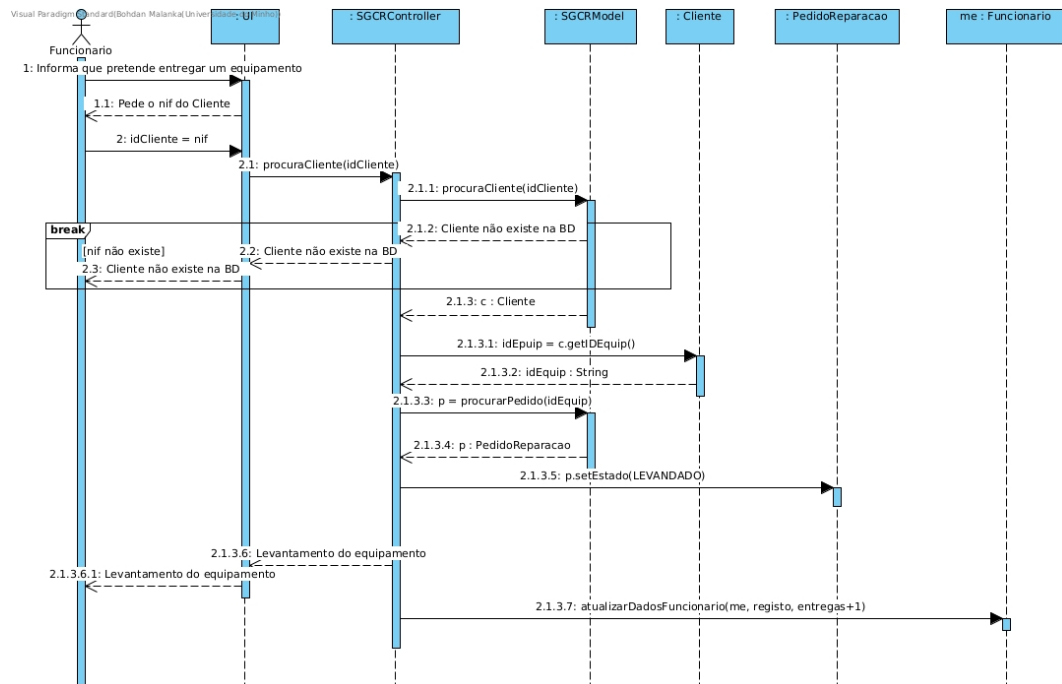 Visual Paradigm Standard(Bohdan Malanka(Universidade do Minho))
: UI
: SGCRController
: SGCRModel
: Cliente
: PedidoReparacao
me : Funcionario
Funcionario
1: Informa que pretende entregar um equipamento
1.1: Pede o nif do Cliente
2: idCliente = nif
2.1: procuraCliente(idCliente)
2.1.1: procuraCliente(idCliente)
break
2.1.2: Cliente não existe na BD
[nif não existe]
2.2: Cliente não existe na BD
2.3: Cliente não existe na BD
2.1.3: c : Cliente
2.1.3.1: idEpuip = c.getIDEquip()
2.1.3.2: idEquip : String
2.1.3.3: p = procurarPedido(idEquip)
2.1.3.4: p : PedidoReparacao
2.1.3.5: p.setEstado(LEVANDADO)
2.1.3.6: Levantamento do equipamento
2.1.3.6.1: Levantamento do equipamento
2.1.3.7: atualizarDadosFuncionario(me, registo, entregas+1)